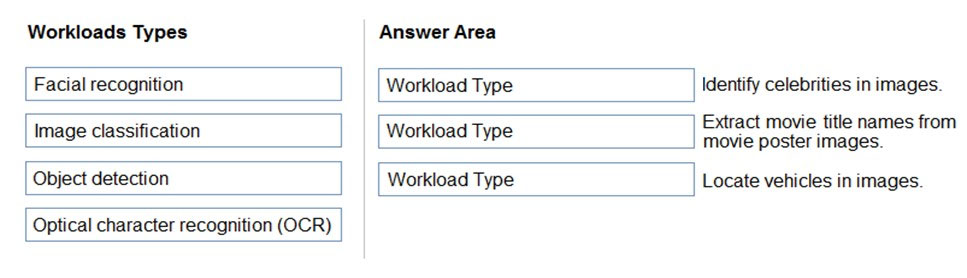 Workloads Types
Facial recognition
Image classification
Object detection
Optical character recognition (OCR)
Answer Area
Workload Type
Identify celebrities in images.
Workload Type
Extract movie title names from
movie poster images.
Workload Type
Locate vehicles in images.